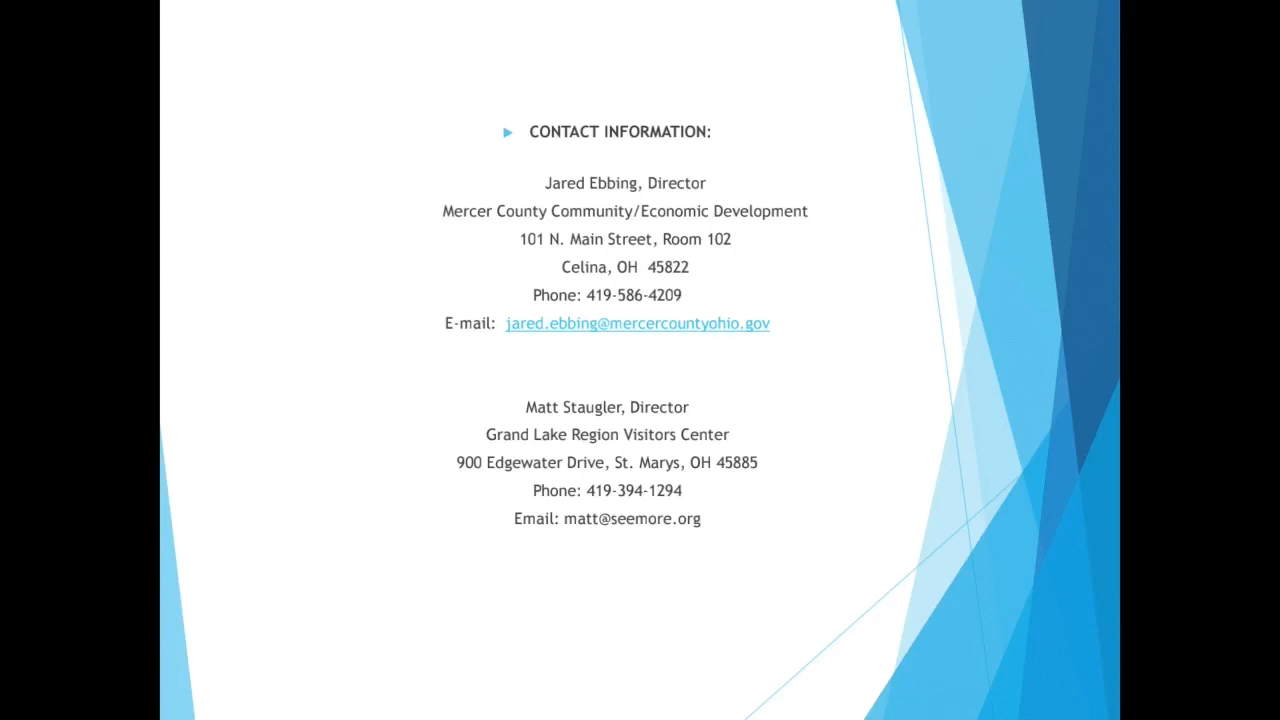 CONTACT INFORMATION:
Jared Ebbing, Director
Mercer County Community/Economic Development
101 N. Main Street, Room 102
Celina, OH  45822
Phone: 419-586-4209
E-mail:  jared.ebbing@mercercountyohio.gov
Matt Staugler, Director
Grand Lake Region Visitors Center
900 Edgewater Drive, St. Marys, OH 45885
Phone: 419-394-1294
Email: matt@seemore.org